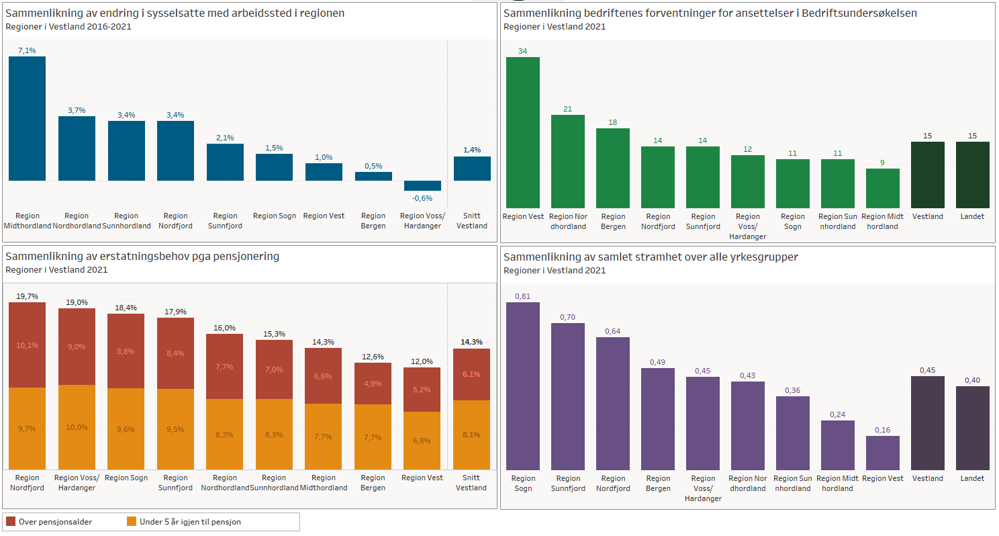 Sammenlikning av endring i sysselsatte med arbeidssted i regionen
Regioner i Vestland 2016-2021
7,1%
3,7%
3,4%
3,4%
2,1%
1,5%
1,0%
0,5%
-0,6%
1,4%
Region Midthordland
Region Nordhordland
Region Sunnhordland
Region Nordfjord
Region Sunnfjord
Region Sogn
Region Vest
Region Bergen
Region Voss/ Hardanger
Snitt Vestland
Sammenlikning bedriftenes forventninger for ansettelser i Bedriftsundersøkelsen
Regioner i Vestland 2021
34
21
18
14
14
12
11
11
9
15
15
Region Vest
Region Nor
dhordland
Region
Bergen
Region
Nordfjord
Region
Sunnfjord
Region
Voss/
Hardanger
Region
Sogn
Region Sun
nhordland
Region Midt
hordland
Vestland
Landet
Sammenlikning av erstatningsbehov pga pensjonering
Regioner i Vestland 2021
19,7%
19,0%
18,4%
17,9%
16,0%
15,3%
14,3%
12,6%
12,0%
14,3%
10,1%
9,0%
8,8%
8,4%
7,7%
7,0%
6,6%
4,9%
5,2%
6,1%
9,7%
10,0%
9,6%
9,5%
8,3%
8,3%
7,7%
7,7%
6,8%
8,1%
Region
Nordfjord
Region Voss/
Hardanger
Region Sogn
Region
Sunnfjord
Region
Nordhordland
Region
Sunnhordland
Region
Midthordland
Region
Bergen
Region Vest
Snitt
Vestland
Over pensjonsalder
Under 5 år igjen til pensjon
Sammenlikning av samlet stramhet over alle yrkesgrupper
Regioner i Vestland 2021
0,81
0,70
0,64
0,49
0,45
0,43
0,36
0,24
0,16
0,45
0,40
Region
Sogn
Region
Sunnfjord
Region
Nordfjord
Region
Bergen
Region
Voss/
Hardanger
Region Nor
dhordland
Region Sun
nhordland
Region Midt
hordland
Region Vest
Vestland
Landet